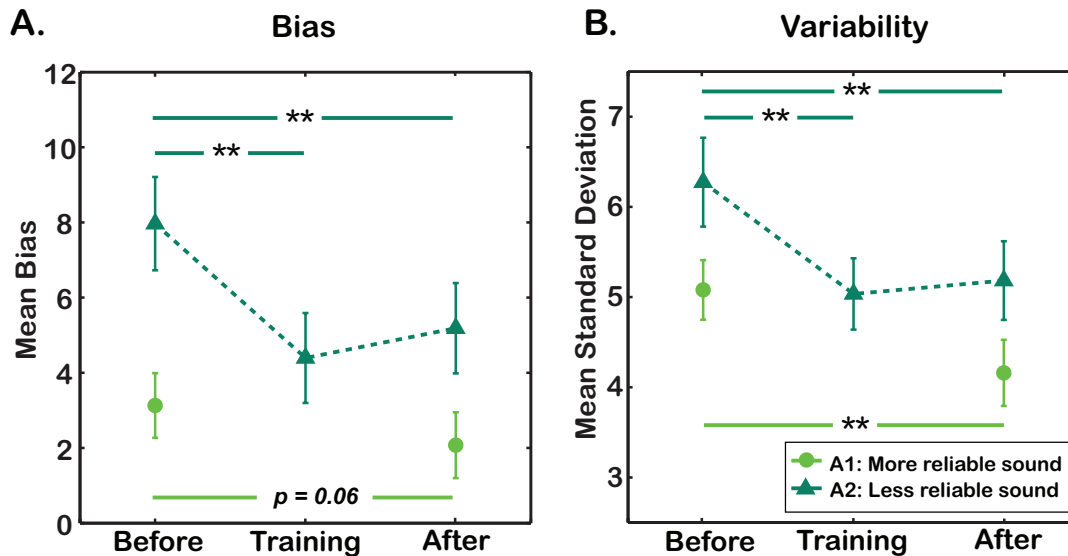 A.
Bias
Mean Bias
12
10
8
6
4
2
0
**
**
p = 0.06
Before Training After
B.
Variability
Mean Standard Deviation
7
6
5
4
3
**
**
**
A1: More reliable sound
A2: Less reliable sound
Before Training After